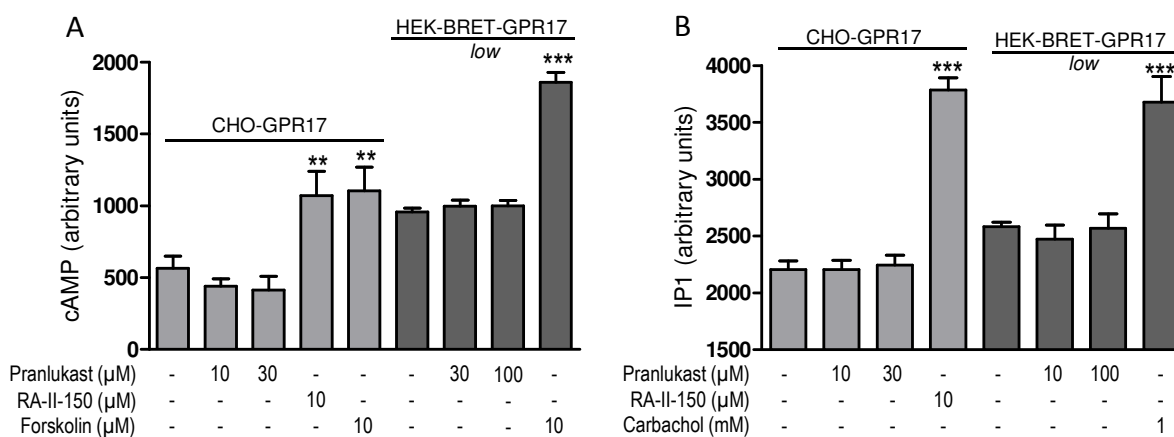 A
HEK-BRET-GPR17
low
***
2000
1500
CHO-GPR17
**
**
1000
500
0
cAMP (arbitrary units)
Pranlukast (µM) - 10 30 - - - 30 100 -
RA-II-150 (µM) - - - 10 - - - - -
Forskolin (µM) - - - - 10 - - - 10
B
CHO-GPR17
HEK-BRET-GPR17
low
***
***
4000
3500
3000
2500
2000
1500
IP1 (arbitrary units)
Pranlukast (µM) - 10 30 - - 10 100 -
RA-II-150 (µM) - - - 10 - - - -
Carbachol (mM) - - - - - - - 1